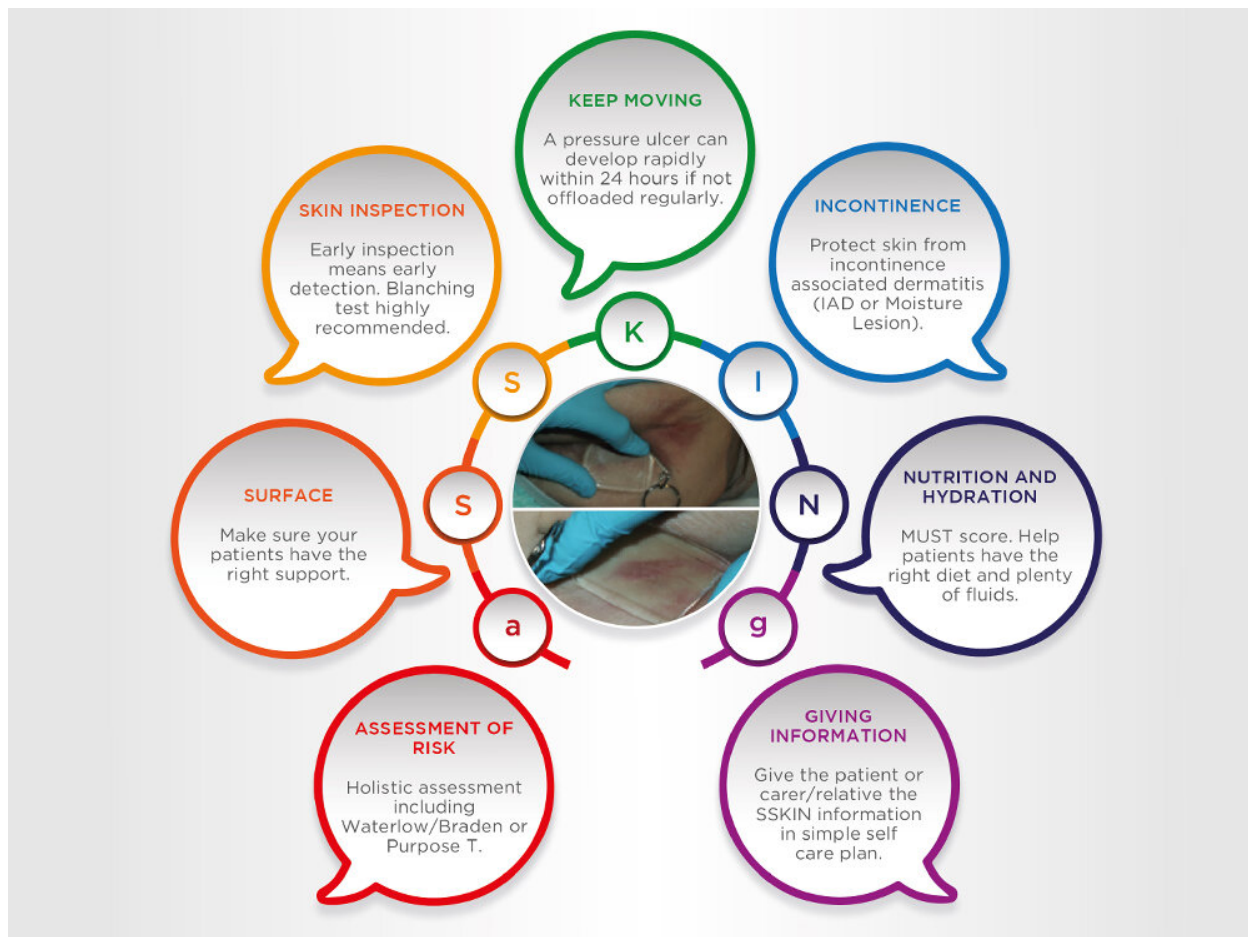 a
ASSESSMENT OF
RISK
Holistic assessment
including
Waterlow/Braden or
Purpose T.
S
SURFACE
Make sure your
patients have the
right support.
S
SKIN INSPECTION
Early inspection
means early
detection. Blanching
test highly
recommended.
K
KEEP MOVING
A pressure ulcer can
develop rapidly
within 24 hours if not
offloaded regularly.
I
INCONTINENCE
Protect skin from
incontinence
associated dermatitis
(IAD or Moisture
Lesion).
N
NUTRITION AND
HYDRATION
MUST score. Help
patients have the
right diet and plenty
of fluids.
g
GIVING
INFORMATION
Give the patient or
carer/relative the
SSKIN information
in simple self
care plan.